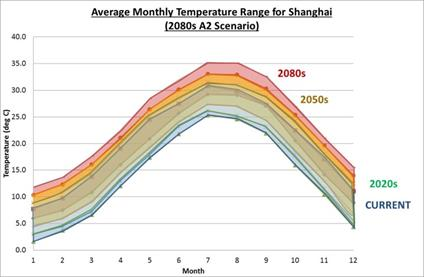 Average Monthly Temperature Range for Shanghai
(2080s A2 Scenario)
40.0
35.0
30.0
25.0
20.0
15.0
10.0
5.0
0.0
Temperature (deg C)
2080s
2050s
2020s
CURRENT
1 2 3 4 5 6 7 8 9 10 11 12
Month